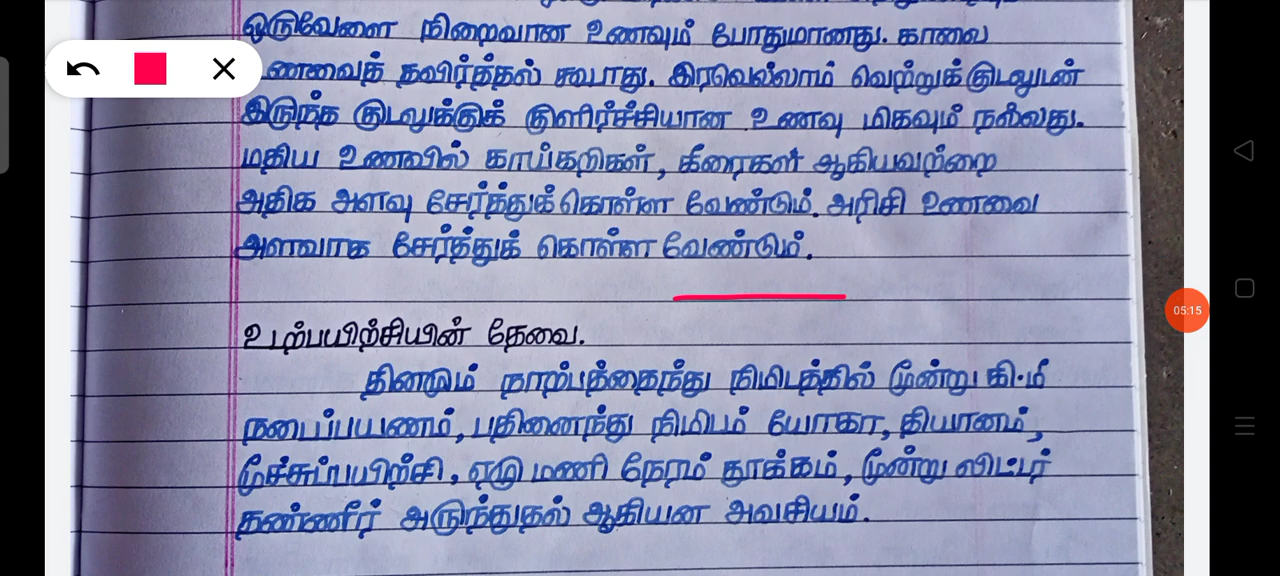 ஒருவேளை நிறைவான உணவும் போதுமானது. காலை
உணவைத் தவிர்த்தல் கூடாது. இரவெல்லாம் வெற்றுக்குடலுடன்
இருந்த குடலுக்குக் குளிர்ச்சியான உணவு மிகவும் நல்லது.
மதிய உணவில் காய்கறிகள், கீரைகள் ஆகியவற்றை
அதிக அளவு சேர்த்துக்கொள்ள வேண்டும். அரிசி உணவை
அளவாக சேர்த்துக் கொள்ள வேண்டும்.
உடற்பயிற்சியின் தேவை.
தினமும் நாற்பத்தைந்து நிமிடத்தில் மூன்று கி.மீ
நடைப்பயணம், பதினைந்து நிமிடம் யோகா, தியானம்,
மூச்சுப்பயிற்சி, ஏழு மணி நேரம் தூக்கம், மூன்று லிட்டர்
தண்ணீர் அருந்துதல் ஆகியன அவசியம்.
05:15